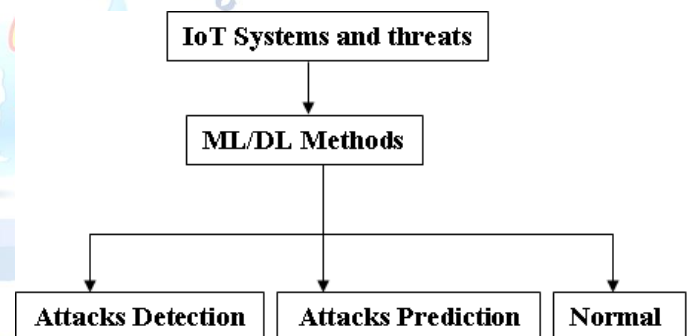 IoT Systems and threats
ML/DL Methods
Attacks Detection
Attacks Prediction
Normal